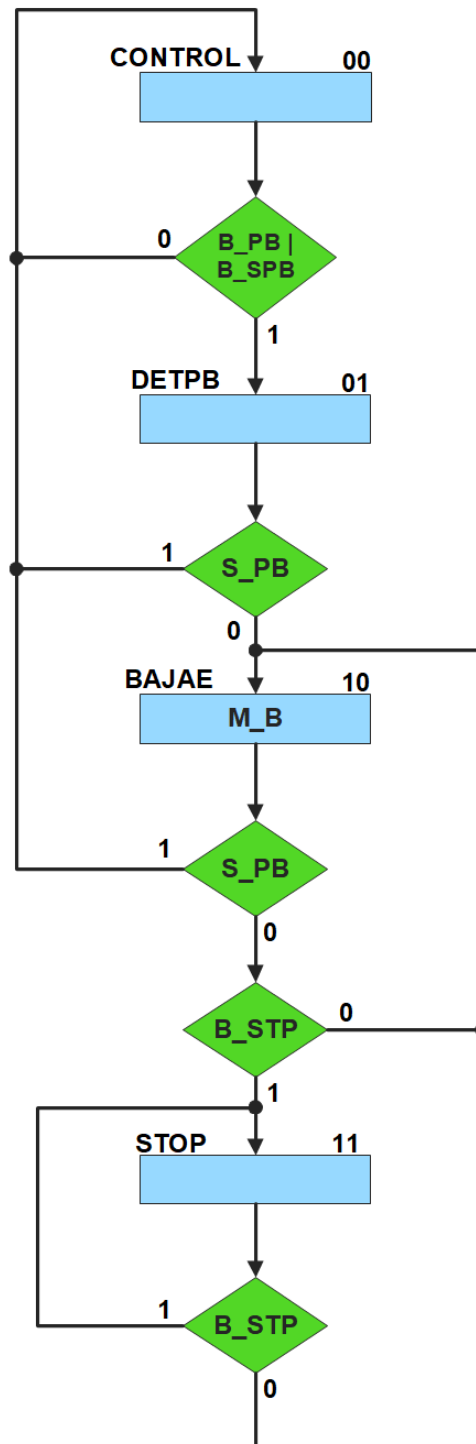 CONTROL 00
0
B_PB |
B_SPB
1
DETPB 01
1
S_PB
0
BAJAE 10
M_B
1
S_PB
0
B_STP 0
1
STOP 11
1
B_STP
0